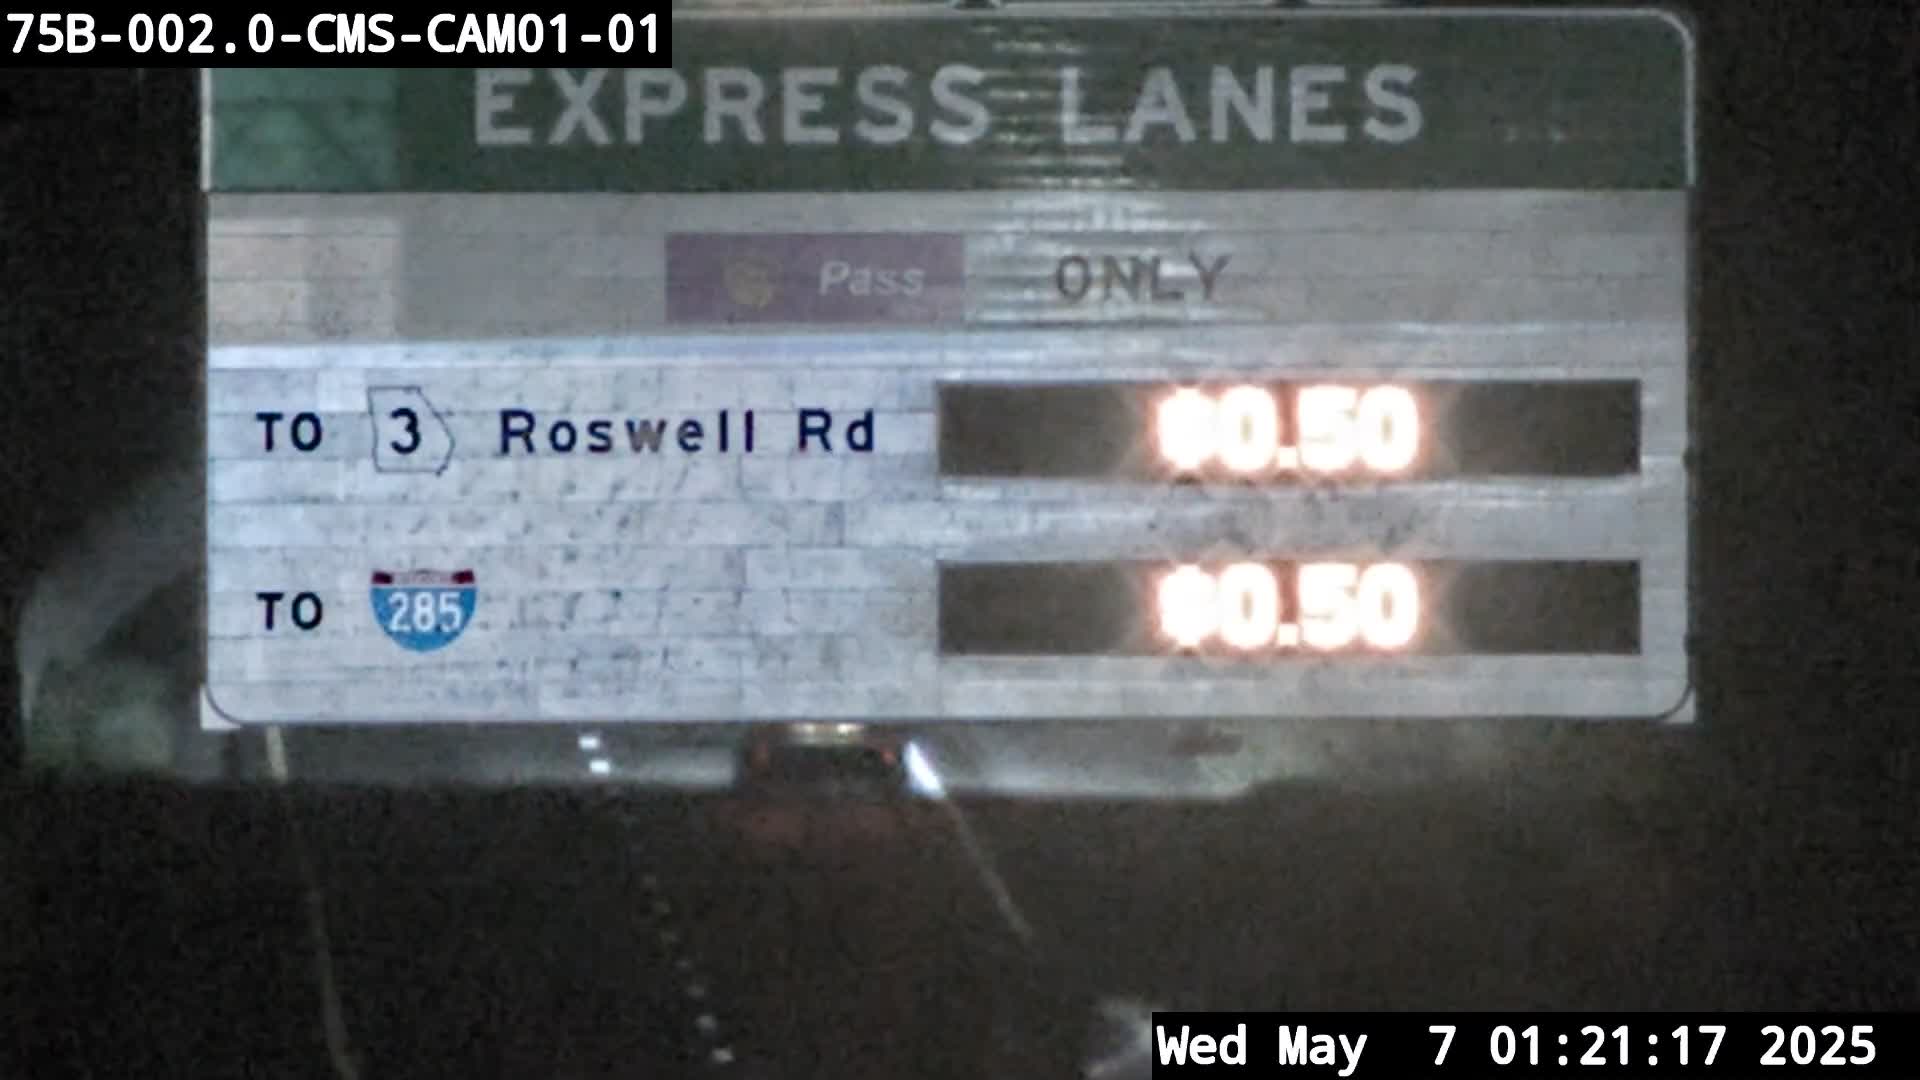 75B-002.0-CMS-CAM01-01
EXPRESS LANES
Pass ONLY
TO 3 Roswell Rd $0.50
TO 285 $0.50
Wed May 7 01:21:17 2025